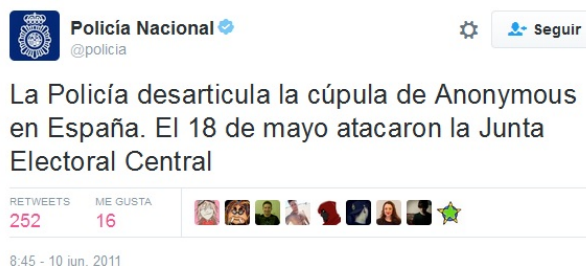 Policía Nacional
@policia
Seguir
La Policía desarticula la cúpula de Anonymous
en España. El 18 de mayo atacaron la Junta
Electoral Central
RETWEETS ME GUSTA
252 16
8:45 - 10 jun. 2011